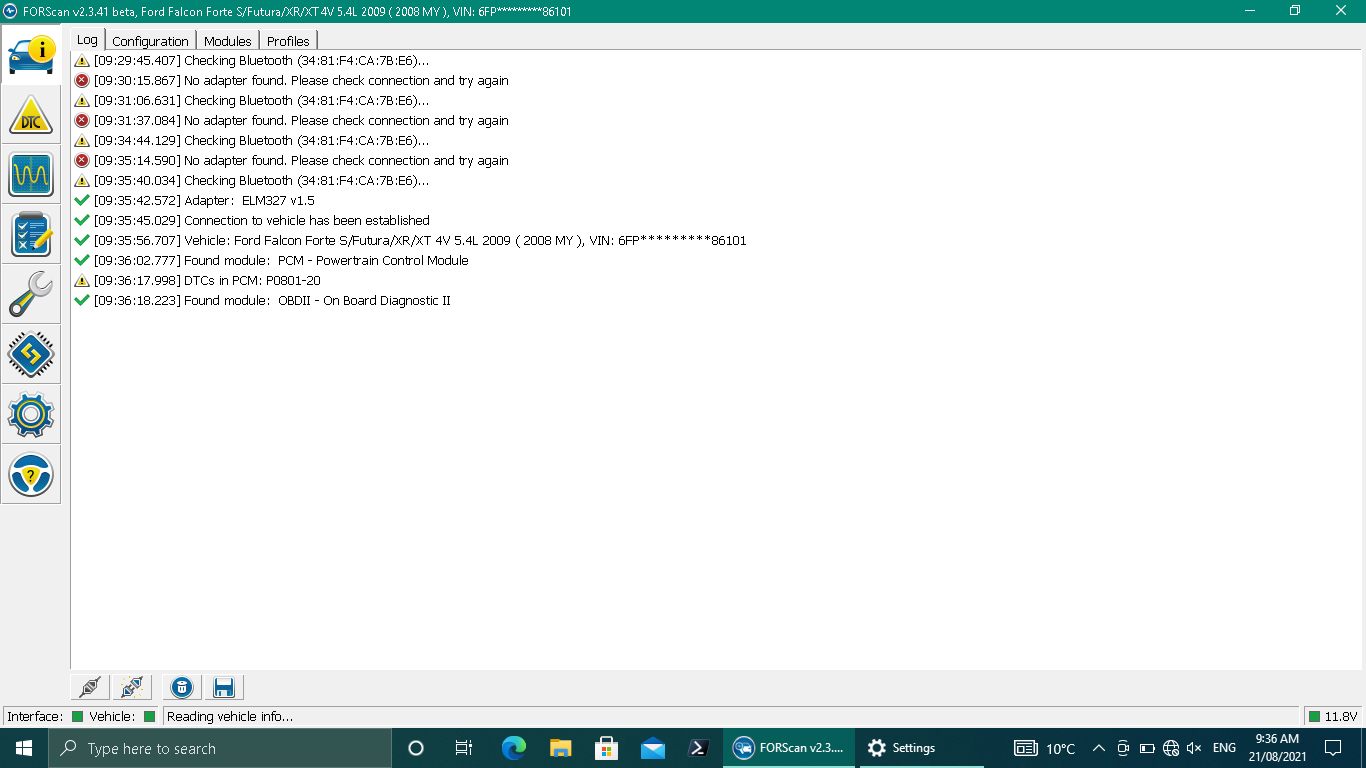 FORScan v2.3.41 beta, Ford Falcon Forte S/Futura/XR/XT 4V 5.4L 2009 ( 2008 MY ), VIN: 6FP*********86101
Log Configuration Modules Profiles
[09:29:45.407] Checking Bluetooth (34:81:F4:CA:7B:E6)...
[09:30:15.867] No adapter found. Please check connection and try again
[09:31:06.631] Checking Bluetooth (34:81:F4:CA:7B:E6)...
[09:31:37.084] No adapter found. Please check connection and try again
[09:34:44.129] Checking Bluetooth (34:81:F4:CA:7B:E6)...
[09:35:14.590] No adapter found. Please check connection and try again
[09:35:40.034] Checking Bluetooth (34:81:F4:CA:7B:E6)...
[09:35:42.572] Adapter: ELM327 v1.5
[09:35:45.029] Connection to vehicle has been established
[09:35:56.707] Vehicle: Ford Falcon Forte S/Futura/XR/XT 4V 5.4L 2009 ( 2008 MY ), VIN: 6FP*********86101
[09:36:02.777] Found module: PCM - Powertrain Control Module
[09:36:17.998] DTCs in PCM: P0801-20
[09:36:18.223] Found module: OBDII - On Board Diagnostic II
DTC
Interface: Vehicle: Reading vehicle info... 11.8V
Type here to search
FORScan v2.3....
Settings
10°C
ENG
9:36 AM
21/08/2021